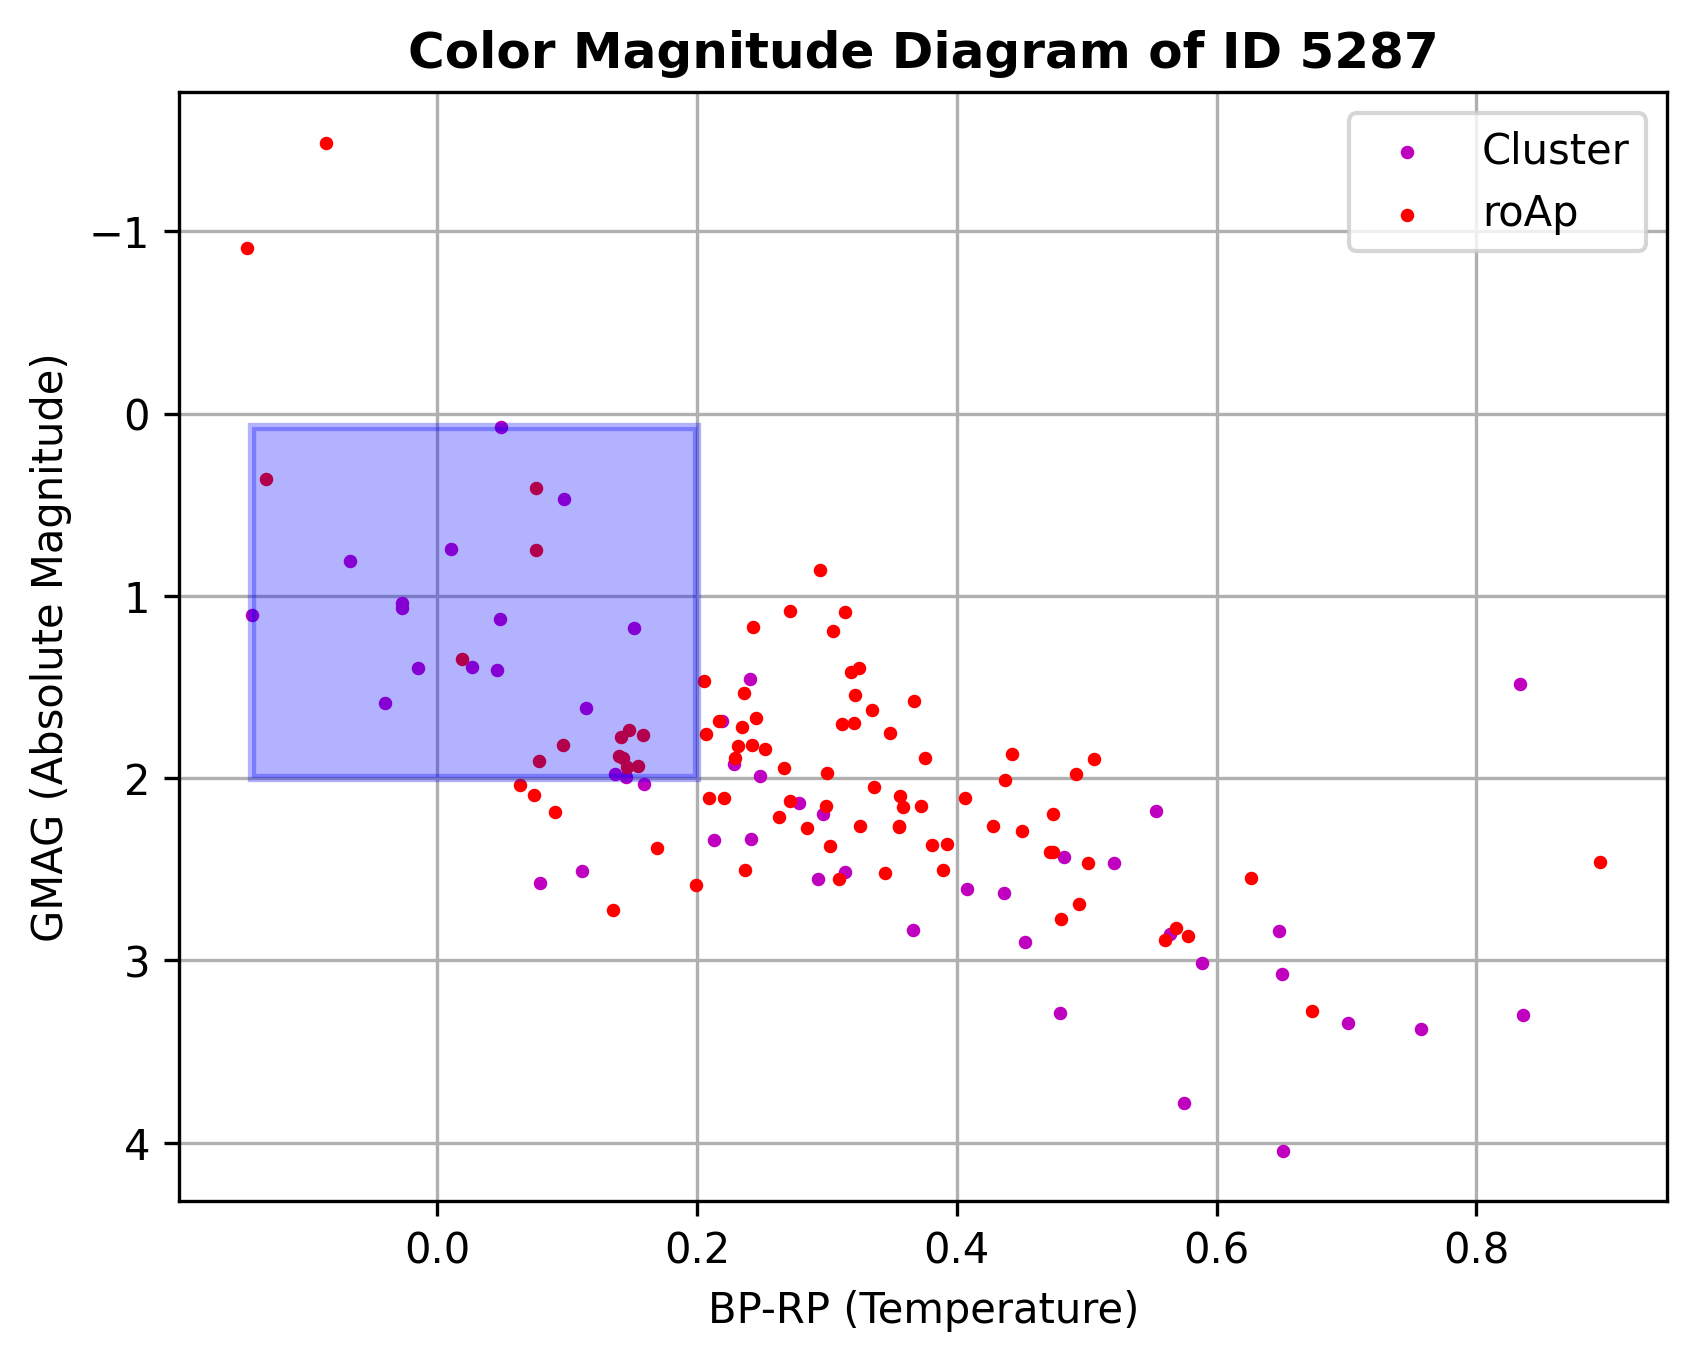 Color Magnitude Diagram of ID 5287
Cluster
roAp
−1
0
1
2
3
4
GMAG (Absolute Magnitude)
0.0 0.2 0.4 0.6 0.8
BP-RP (Temperature)